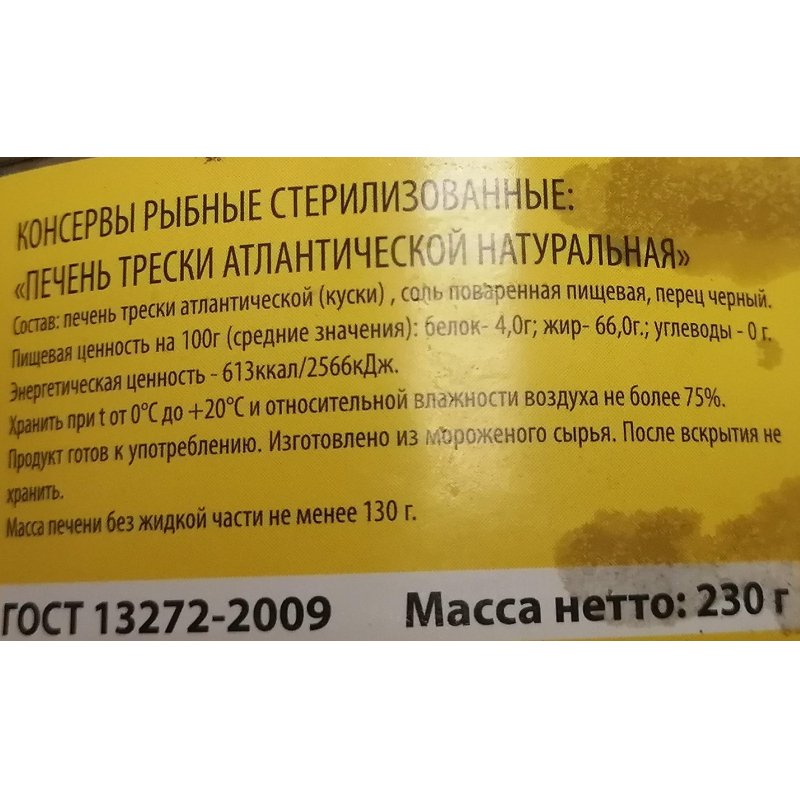 КОНСЕРВЫ РЫБНЫЕ СТЕРИЛИЗОВАННЫЕ:
«ПЕЧЕНЬ ТРЕСКИ АТЛАНТИЧЕСКОЙ НАТУРАЛЬНАЯ»
Состав: печень трески атлантической (куски) , соль поваренная пищевая , перец черный.
Пищевая ценность на 100г (средние значения): белок- 4,0г; жир- 66,0г.; углеводы - 0 г.
Энергетическая ценность - 613ккал/2566кДж.
Хранить при t от 0°С до +20°С и относительной влажности воздуха не более 75%.
Продукт готов к употреблению. Изготовлено из мороженого сырья. После вскрытия не
хранить.
Масса печени без жидкой части не менее 130 г.
ГОСТ 13272-2009 Масса нетто: 230 г